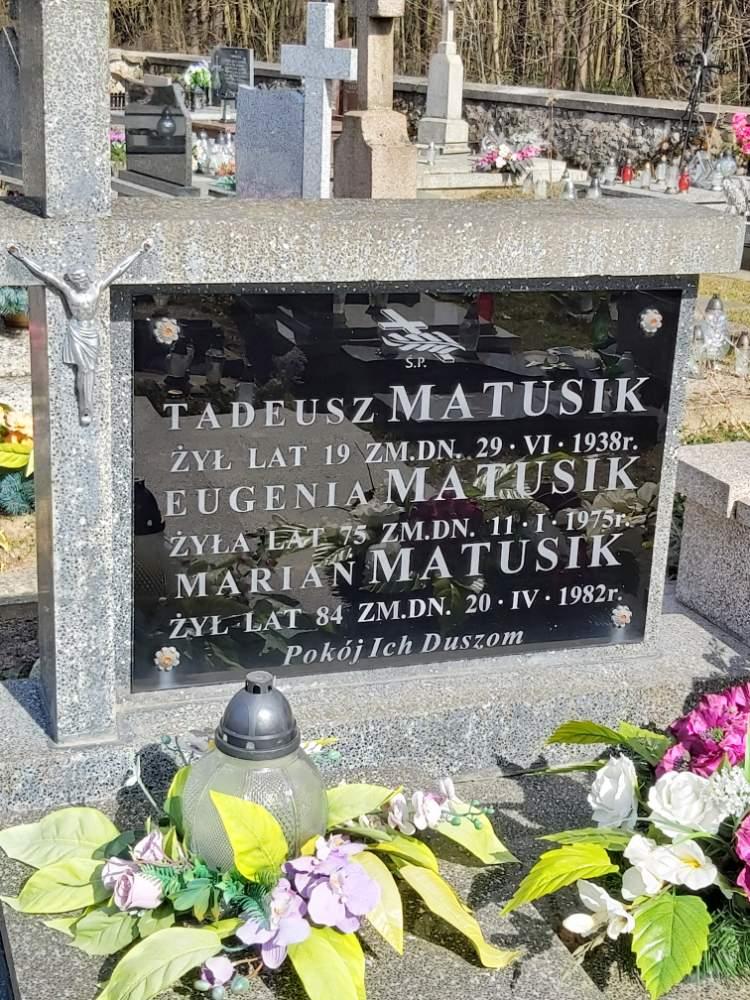 Ś.P.
TADEUSZ MATUSIK
ŻYŁ LAT 19 ZM.DN. 29·VI·1938r.
EUGENIA MATUSIK
ŻYŁA LAT 75 ZM.DN. 11·I·1975r.
MARIAN MATUSIK
ŻYŁ LAT 84 ZM.DN. 20·IV·1982r.
Pokój Ich Duszom